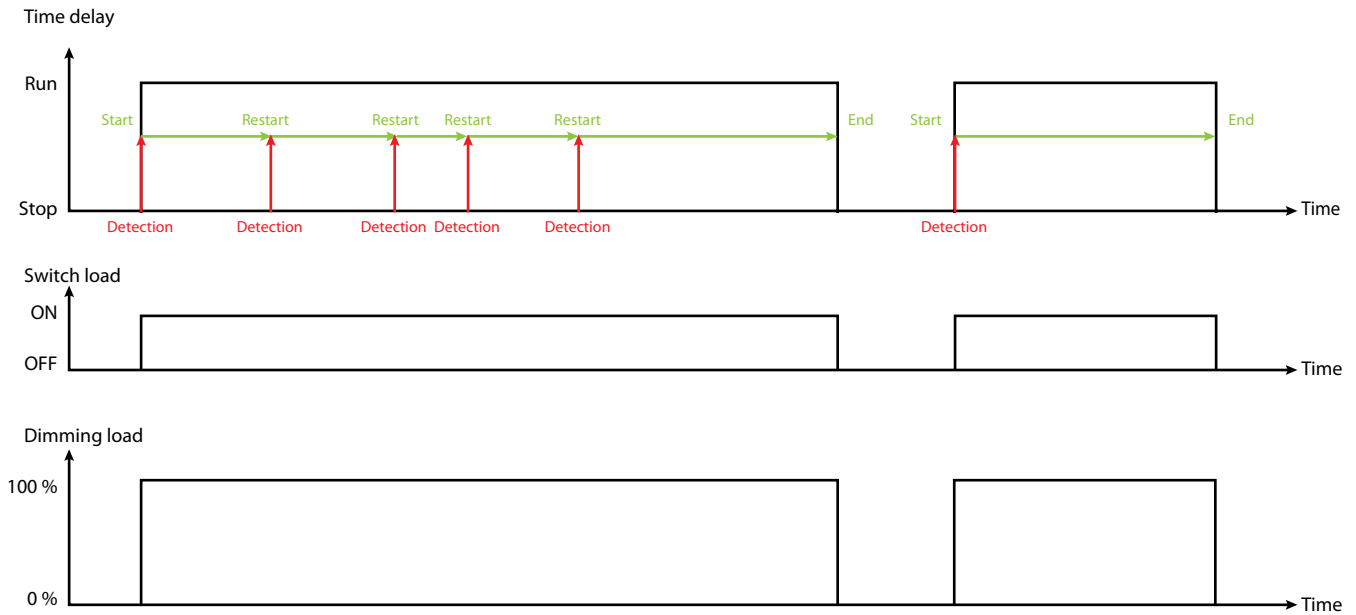 Time delay
Run
Start Restart Restart Restart Restart End Start End
Stop Time
Detection Detection Detection Detection Detection Detection
Switch load
ON
OFF Time
Dimming load
100 %
0 % Time